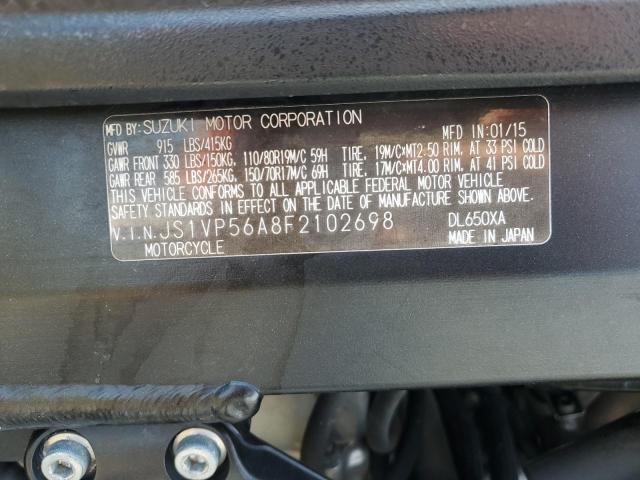 MFD BY:SUZUKI MOTOR CORPORATION MFD IN:01/15
GVWR 915 LBS/415KG
GAWR FRONT 330 LBS/150KG, 110/80R19M/C 59H TIRE, 19M/C×MT2.50 RIM. AT 33 PSI COLD
GAWR REAR 585 LBS/265KG, 150/70R17M/C 69H TIRE, 17M/C×MT4.00 RIM. AT 41 PSI COLD
THIS VEHICLE CONFORMS TO ALL APPLICABLE FEDERAL MOTOR VEHICLE
SAFETY STANDARDS IN EFFECT ON THE DATE OF MANUFACTURE SHOWN ABOVE.
V.I.N.JS1VP56A8F2102698 DL650XA
MOTORCYCLE MADE IN JAPAN